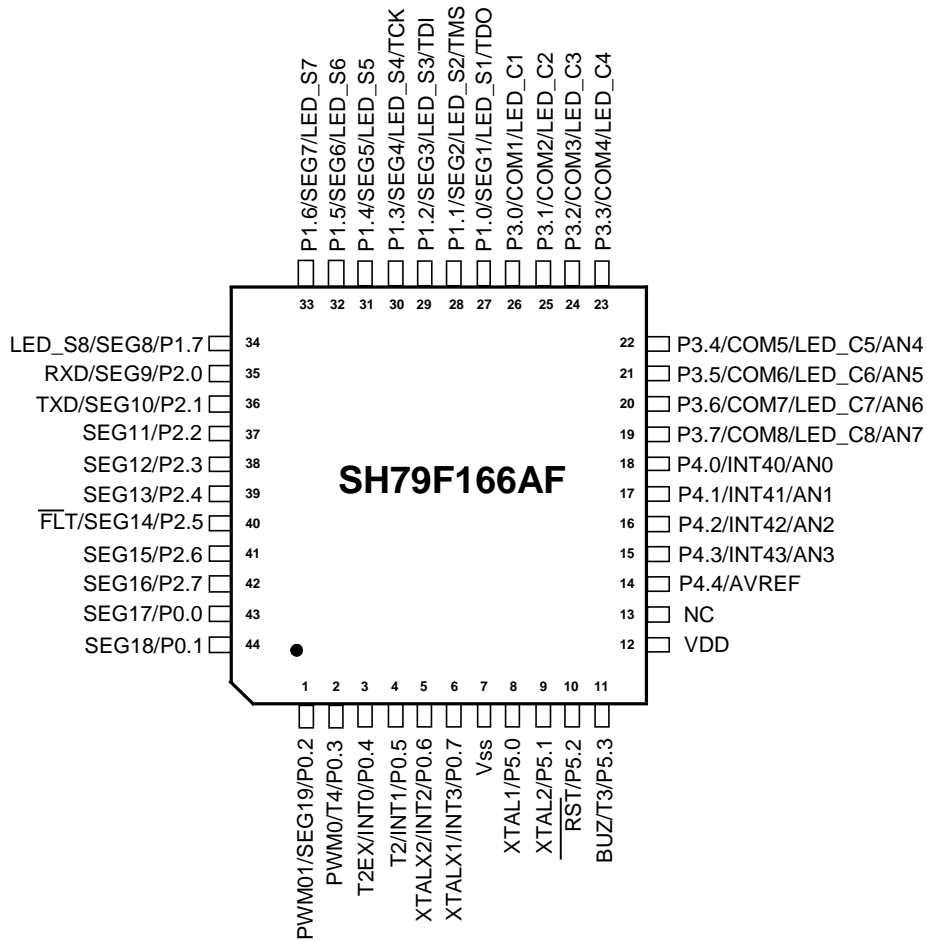 P1.6/SEG7/LED_S7
P1.5/SEG6/LED_S6
P1.4/SEG5/LED_S5
P1.3/SEG4/LED_S4/TCK
P1.2/SEG3/LED_S3/TDI
P1.1/SEG2/LED_S2/TMS
P1.0/SEG1/LED_S1/TDO
P3.0/COM1/LED_C1
P3.1/COM2/LED_C2
P3.2/COM3/LED_C3
P3.3/COM4/LED_C4
33 32 31 30 29 28 27 26 25 24 23
LED_S8/SEG8/P1.7 34
RXD/SEG9/P2.0 35
TXD/SEG10/P2.1 36
SEG11/P2.2 37
SEG12/P2.3 38
SEG13/P2.4 39
FLT/SEG14/P2.5 40
SEG15/P2.6 41
SEG16/P2.7 42
SEG17/P0.0 43
SEG18/P0.1 44
SH79F166AF
22 P3.4/COM5/LED_C5/AN4
21 P3.5/COM6/LED_C6/AN5
20 P3.6/COM7/LED_C7/AN6
19 P3.7/COM8/LED_C8/AN7
18 P4.0/INT40/AN0
17 P4.1/INT41/AN1
16 P4.2/INT42/AN2
15 P4.3/INT43/AN3
14 P4.4/AVREF
13 NC
12 VDD
1 2 3 4 5 6 7 8 9 10 11
PWM01/SEG19/P0.2
PWM0/T4/P0.3
T2EX/INT0/P0.4
T2/INT1/P0.5
XTALX2/INT2/P0.6
XTALX1/INT3/P0.7
Vss
XTAL1/P5.0
XTAL2/P5.1
RST/P5.2
BUZ/T3/P5.3